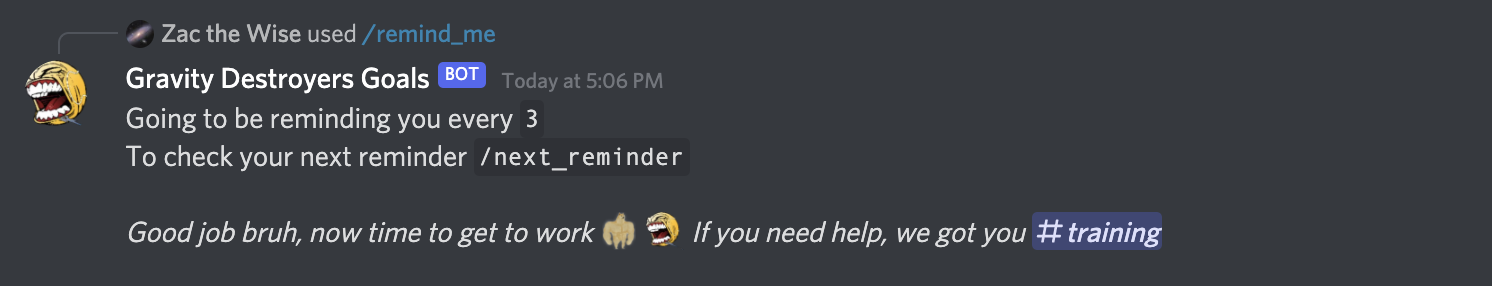 Zac the Wise used /remind_me
Gravity Destroyers Goals BOT Today at 5:06 PM
Going to be reminding you every 3
To check your next reminder /next_reminder
Good job bruh, now time to get to work If you need help, we got you #training